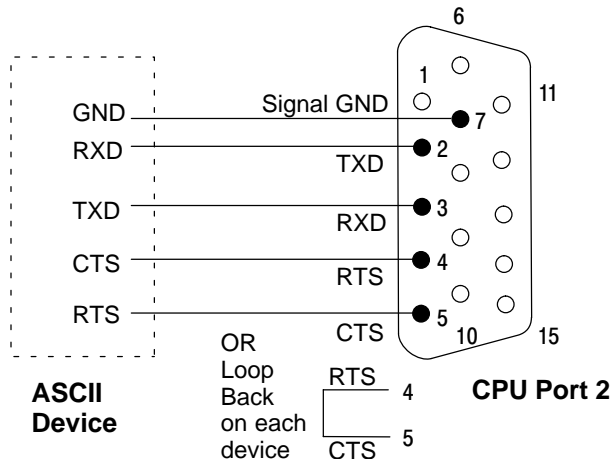 6
1
11
GND
Signal GND
7
RXD
2
TXD
TXD
3
RXD
CTS
4
RTS
RTS
5
CTS
10
15
OR
Loop
Back
on each
device
RTS
4
CTS
5
ASCII
Device
CPU Port 2